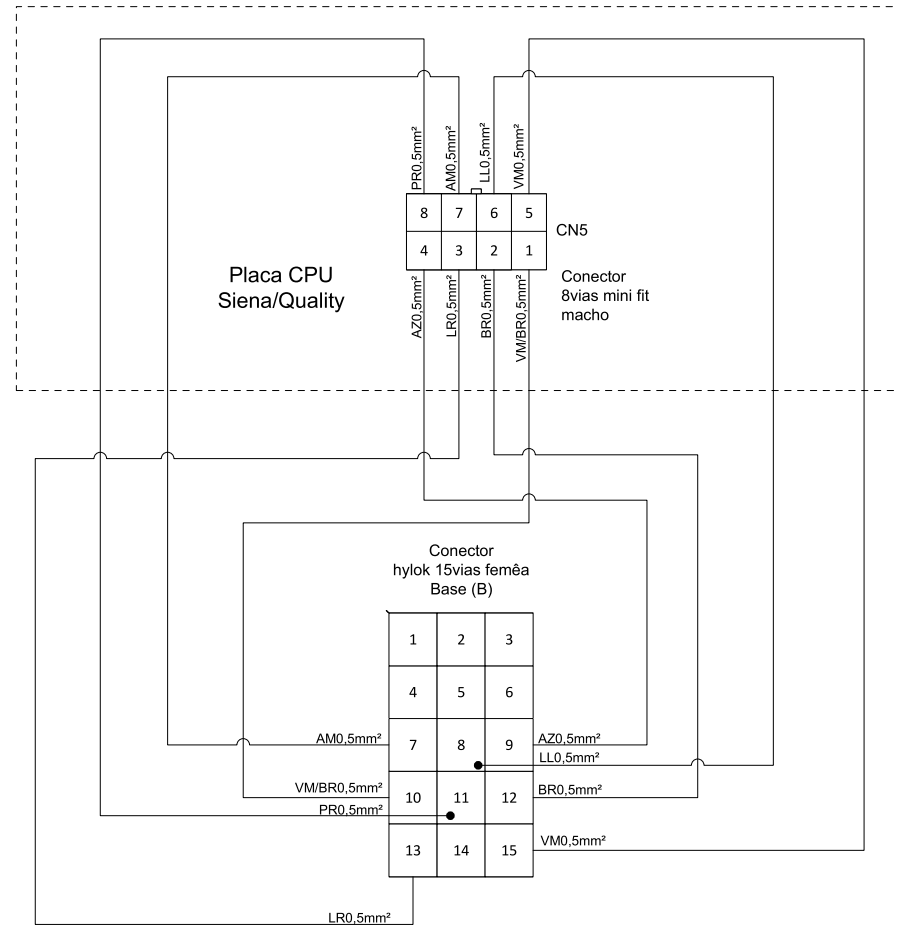 PR0,5mm²
AM0,5mm²
LL0,5mm²
VM0,5mm²
8 7 6 5
4 3 2 1
CN5
Placa CPU
Siena/Quality
Conector
8vias mini fit
macho
AZ0,5mm²
LR0,5mm²
BR0,5mm²
VM/BR0,5mm²
Conector
hylok 15vias femêa
Base (B)
1 2 3
4 5 6
AM0,5mm² 7 8 9 AZ0,5mm²
LL0,5mm²
VM/BR0,5mm² 10 11 12 BR0,5mm²
PR0,5mm²
13 14 15 VM0,5mm²
LR0,5mm²